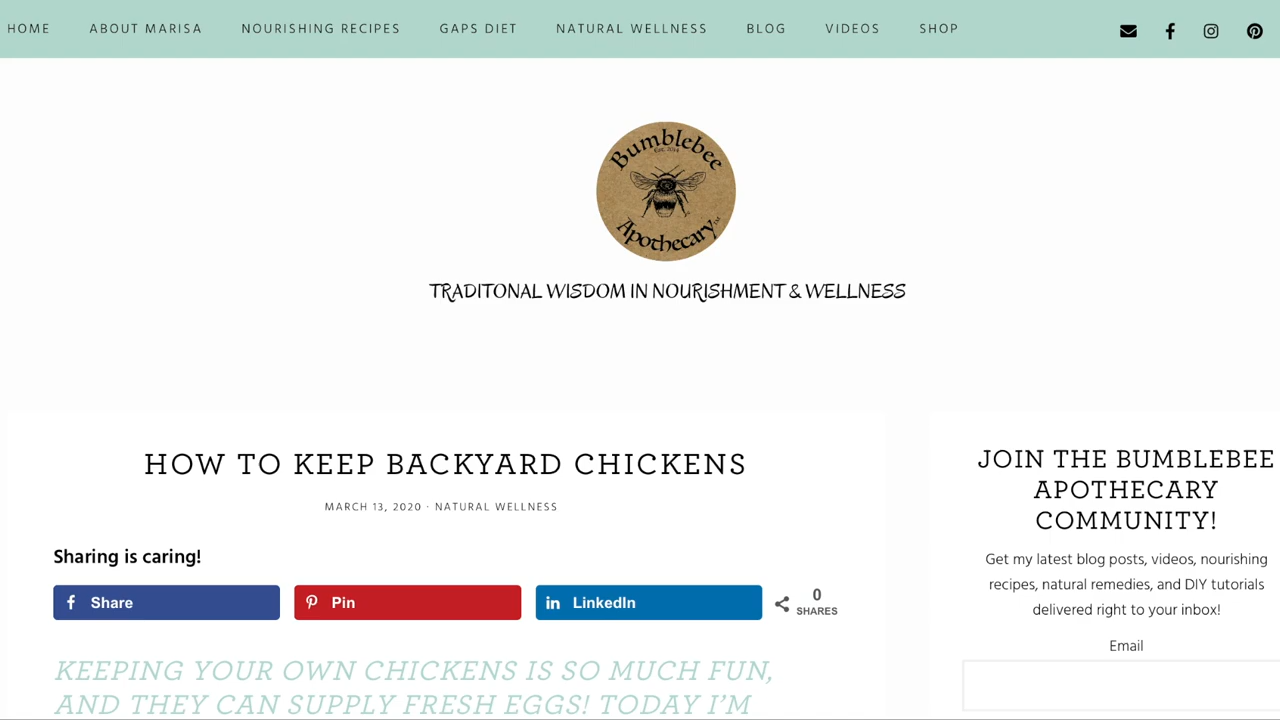 HOME ABOUT MARISA NOURISHING RECIPES GAPS DIET NATURAL WELLNESS BLOG VIDEOS SHOP
Bumblebee
Est. 2014
Apothecary
TRADITONAL WISDOM IN NOURISHMENT & WELLNESS
HOW TO KEEP BACKYARD CHICKENS
MARCH 13, 2020 · NATURAL WELLNESS
Sharing is caring!
Share Pin LinkedIn 0
SHARES
KEEPING YOUR OWN CHICKENS IS SO MUCH FUN,
AND THEY CAN SUPPLY FRESH EGGS! TODAY I'M
JOIN THE BUMBLEBEE
APOTHECARY
COMMUNITY!
Get my latest blog posts, videos, nourishing
recipes, natural remedies, and DIY tutorials
delivered right to your inbox!
Email